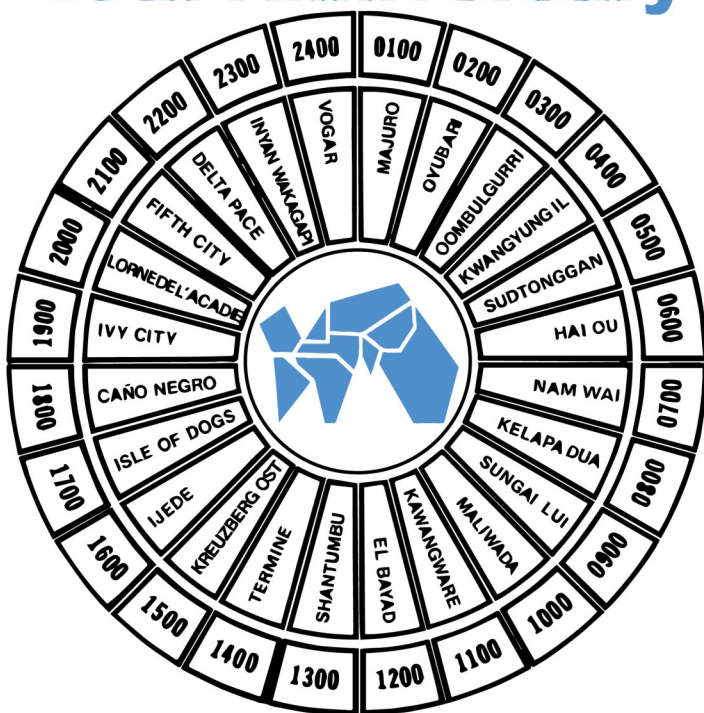 0100
0200
0300
0400
0500
0600
0700
0800
0900
1000
1100
1200
1300
1400
1500
1600
1700
1800
1900
2000
2100
2200
2300
2400
MAJURO
OYUBARI
OOMBULGURRI
KWANGYUNG IL
SUDTONGGAN
HAI OU
NAM WAI
KELAPA DUA
SUNGAI LUI
MALIWADA
KAWANGWARE
EL BAYAD
SHANTUMBU
TERMINE
KREUZBERG OST
IJEDE
ISLE OF DOGS
CAÑO NEGRO
IVY CITY
LORNEDEL'ACADIE
FIFTH CITY
DELTA PACE
INYAN WAKAGAPI
VOGAR